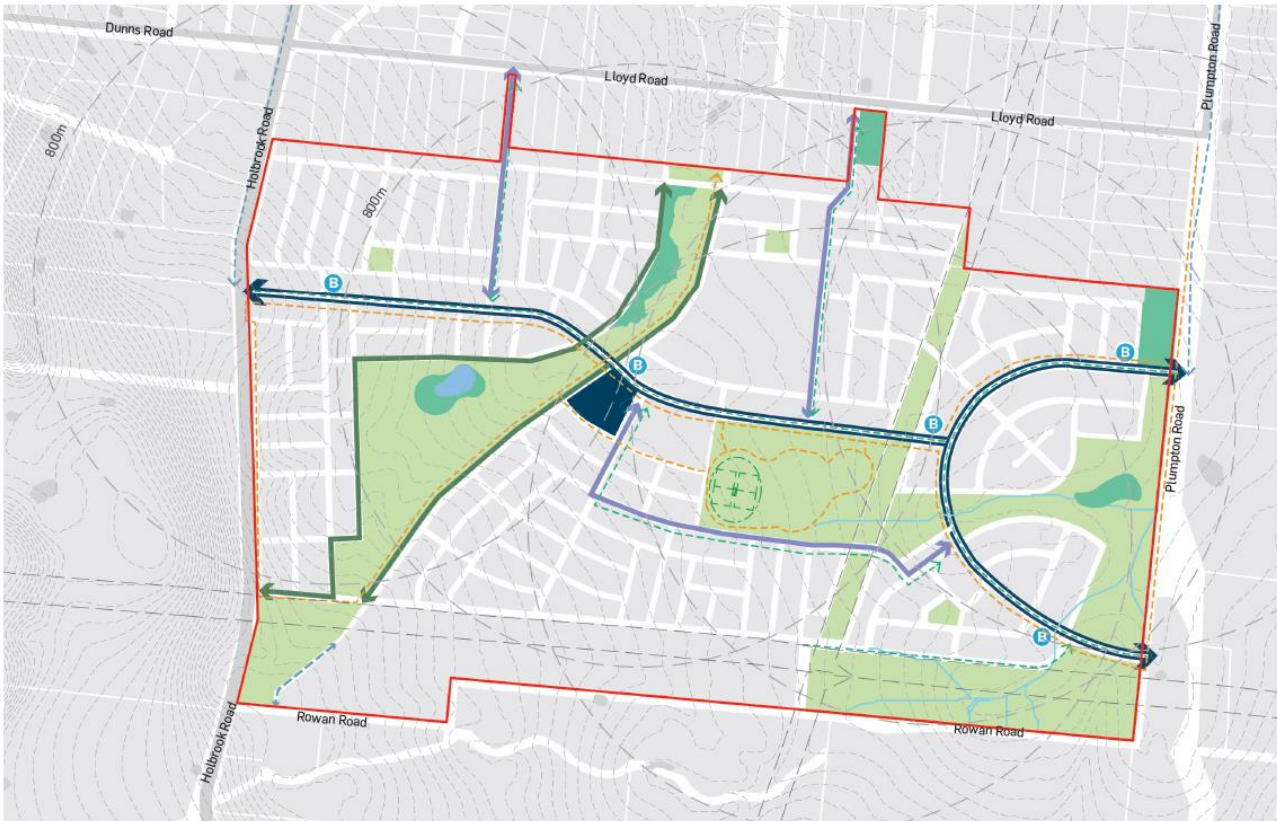 Dunns Road
Lloyd Road
Plumpton Road
Lloyd Road
Holbrook Road
800m
800m
B
B
B
B
Plumpton Road
B
Rowan Road
Rowan Road
Holbrook Road